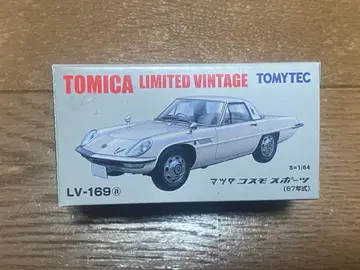 TOMICA LIMITED VINTAGE TOMYTEC
S=1/64
LV-169 ⓐ マツダ コスモ スポーツ
(67年式)